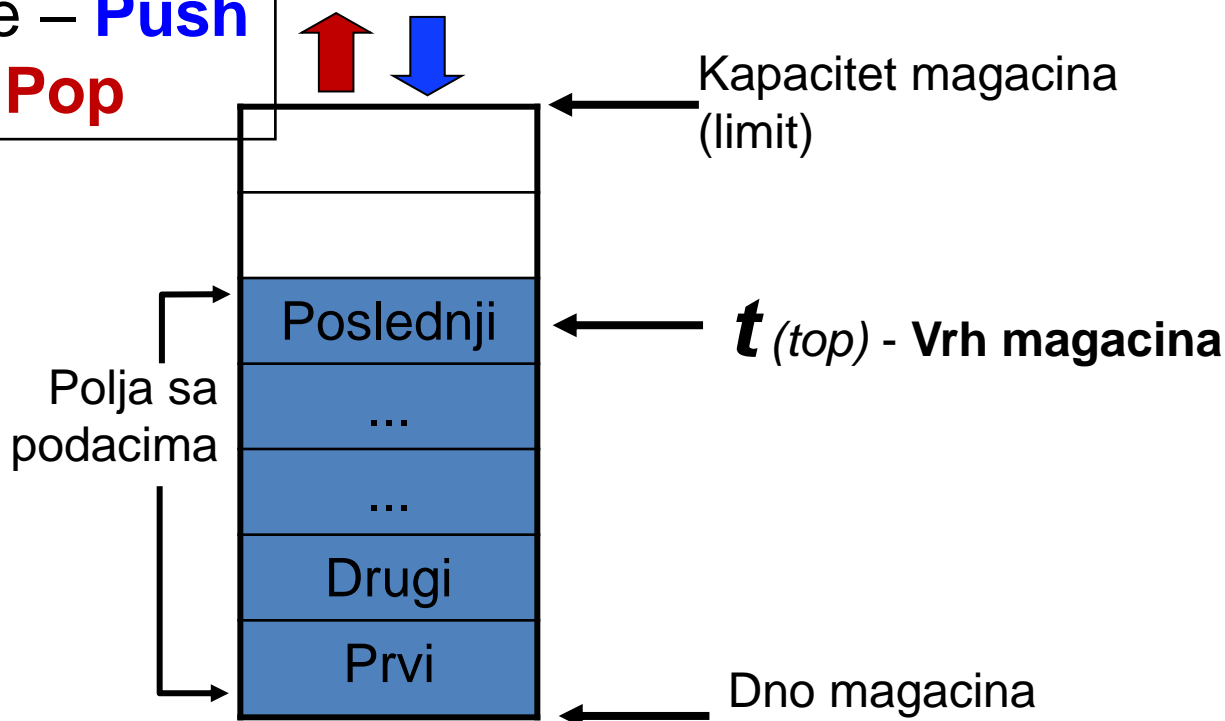 – Push
Pop
Kapacitet magacina
(limit)
Poslednji
t (top) - Vrh magacina
Polja sa
podacima
...
...
Drugi
Prvi
Dno magacina